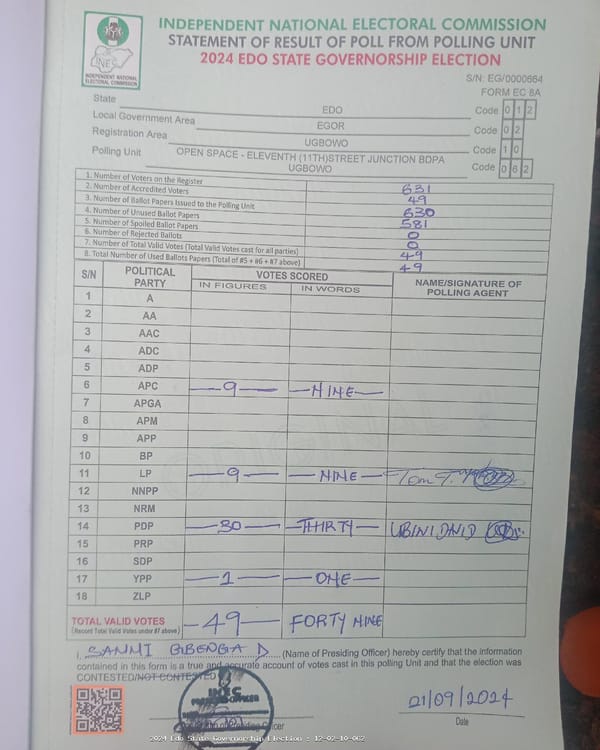 INDEPENDENT NATIONAL ELECTORAL COMMISSION
STATEMENT OF RESULT OF POLL FROM POLLING UNIT
2024 EDO STATE GOVERNORSHIP ELECTION
INEC
INDEPENDENT NATIONAL
ELECTORAL COMMISSION
S/N: EG/0000664
FORM EC 8A
State EDO Code 0 1 2
Local Government Area EGOR Code 0 2
Registration Area UGBOWO Code 1 0
Polling Unit OPEN SPACE - ELEVENTH (11TH)STREET JUNCTION BDPA UGBOWO Code 0 6 2
1. Number of Voters on the Register 631
2. Number of Accredited Voters 49
3. Number of Ballot Papers Issued to the Polling Unit 630
4. Number of Unused Ballot Papers 581
5. Number of Spoiled Ballot Papers 0
6. Number of Rejected Ballots 0
7. Number of Total Valid Votes (Total Valid Votes cast for all parties) 49
8. Total Number of Used Ballots Papers (Total of #5 + #6 + #7 above) 49
S/N POLITICAL PARTY VOTES SCORED NAME/SIGNATURE OF POLLING AGENT
IN FIGURES IN WORDS
1 A
2 AA
3 AAC
4 ADC
5 ADP
6 APC 9 NINE
7 APGA
8 APM
9 APP
10 BP
11 LP 9 NINE Tom T.
12 NNPP
13 NRM
14 PDP 30 THIRTY UBINI DNID
15 PRP
16 SDP
17 YPP 1 ONE
18 ZLP
TOTAL VALID VOTES 49 FORTY NINE
(Record Total Valid Votes under #7 above)
I, SANMI GBENGA D (Name of Presiding Officer) hereby certify that the information
contained in this form is a true and accurate account of votes cast in this polling Unit and that the election was
CONTESTED/NOT CONTESTED
INEC
PRESIDING OFFICER
21/09/2024
Date
2024 Edo State Governorship Election : 12-02-10-062